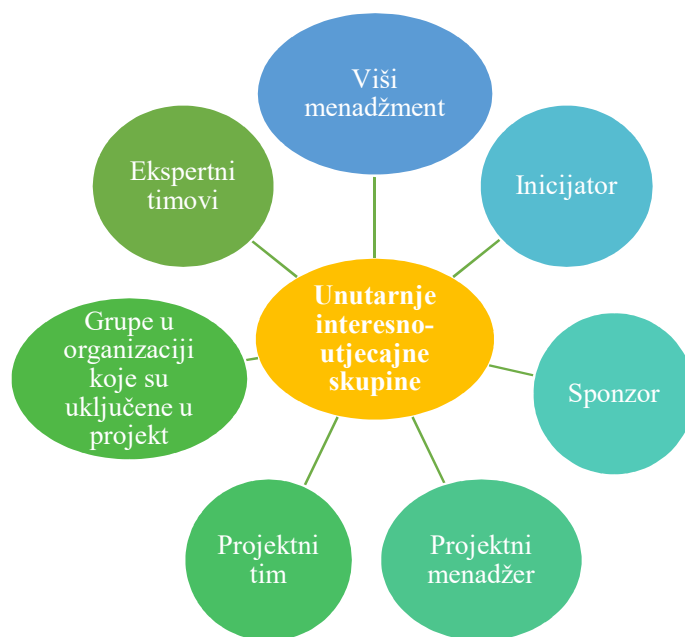 Viši
menadžment
Inicijator
Sponzor
Projektni
menadžer
Projektni
tim
Grupe u
organizaciji
koje su
uključene u
projekt
Ekspertni
timovi
Unutarnje
interesno-
utjecajne
skupine